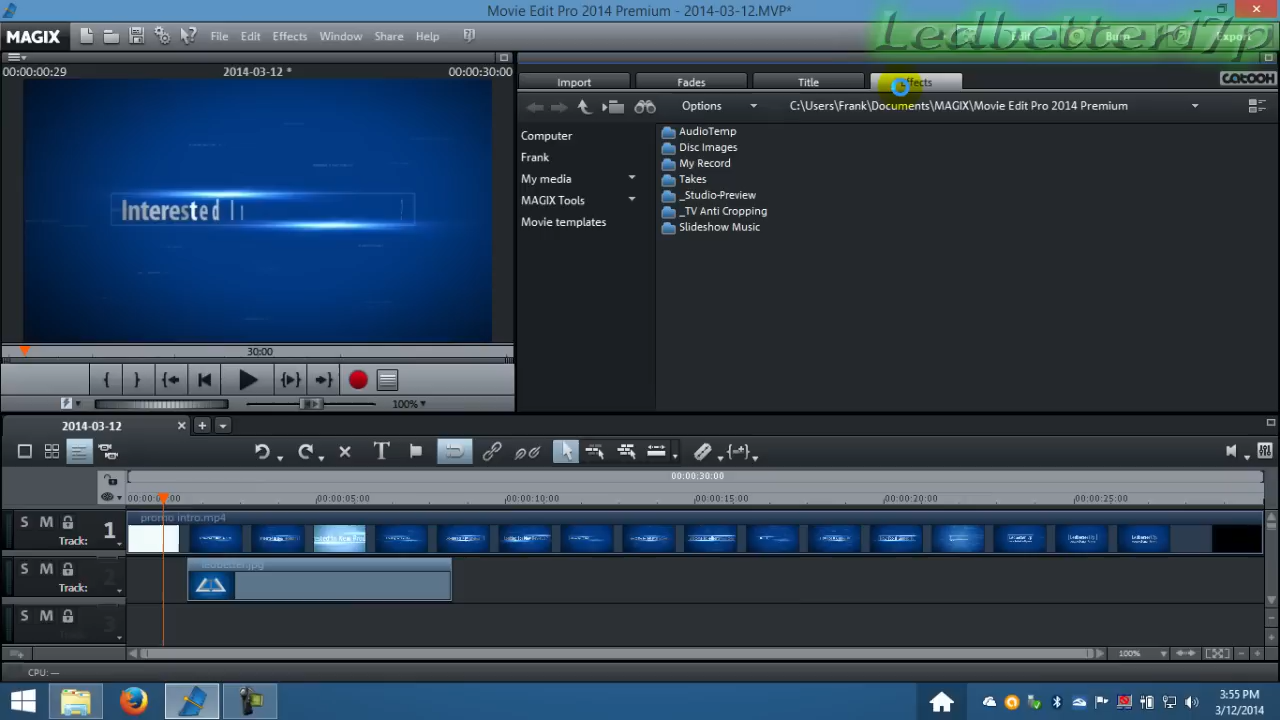 Movie Edit Pro 2014 Premium - 2014-03-12.MVP*
Ledbetter17p
MAGIX File Edit Effects Window Share Help Edit Burn Export
00:00:00:29 2014-03-12 * 00:00:30:00
Import Fades Title Effects CATOOH
Options C:\Users\Frank\Documents\MAGIX\Movie Edit Pro 2014 Premium
Computer
Frank
My media
MAGIX Tools
Movie templates
AudioTemp
Disc Images
My Record
Takes
_Studio-Preview
_TV Anti Cropping
Slideshow Music
Interested I
30:00
100%
2014-03-12
00:00:30:00
00:00:05:00 00:00:10:00 00:00:15:00 00:00:20:00 00:00:25:00
promo intro.mp4
S M 1
Track:
ledbetter.jpg
S M 2
Track:
S M 3
Track:
100%
CPU: —
3:55 PM
3/12/2014